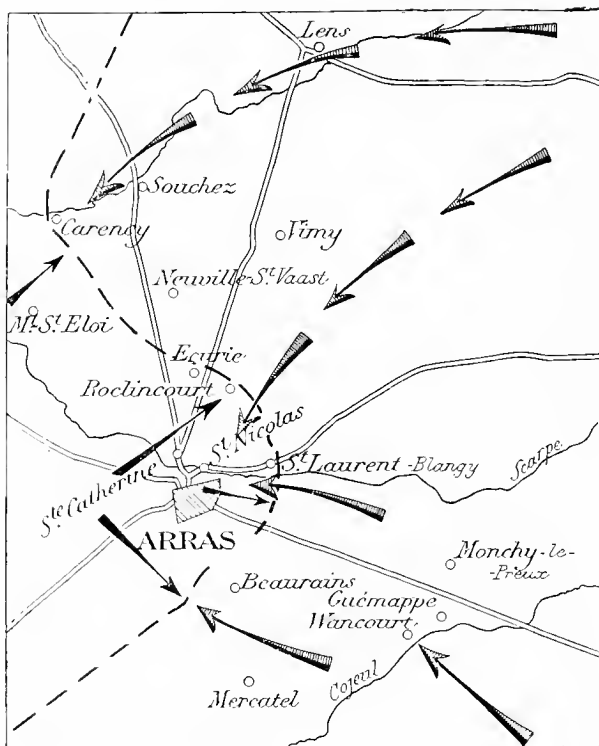 Lens
Souchez
Carency
Vimy
Neuville-St. Vaast
Mt. St. Eloi
Ecurie
Roclincourt
St. Nicolas
Ste Catherine
St. Laurent-Blangy
Scarpe
ARRAS
Monchy-le-
-Preux
Beaurains
Guémappe
Wancourt
Cojeul
Mercatel